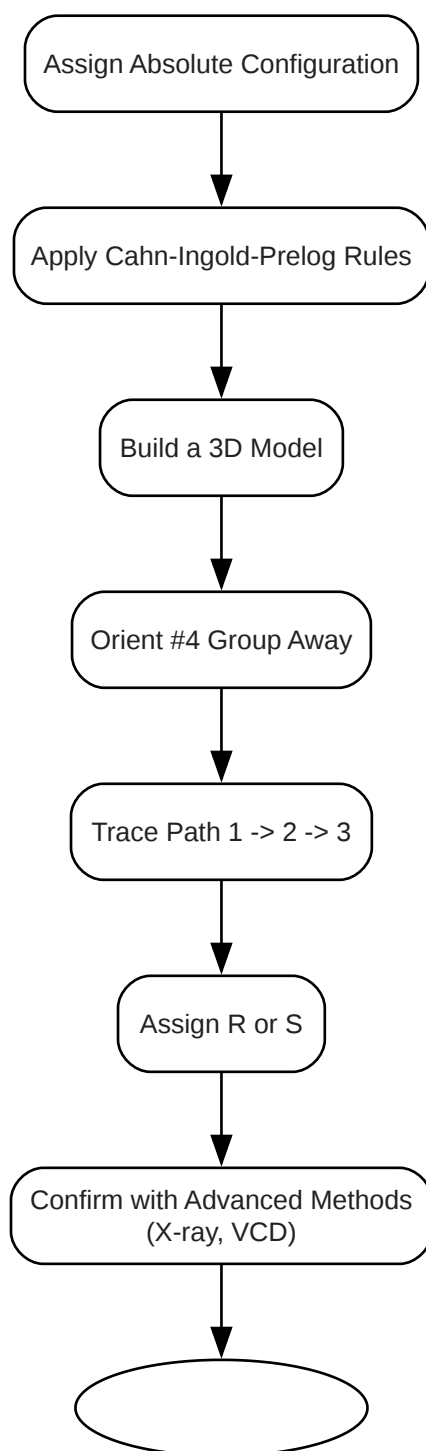 Assign Absolute Configuration
Apply Cahn-Ingold-Prelog Rules
Build a 3D Model
Orient #4 Group Away
Trace Path 1 -> 2 -> 3
Assign R or S
Confirm with Advanced Methods
(X-ray, VCD)